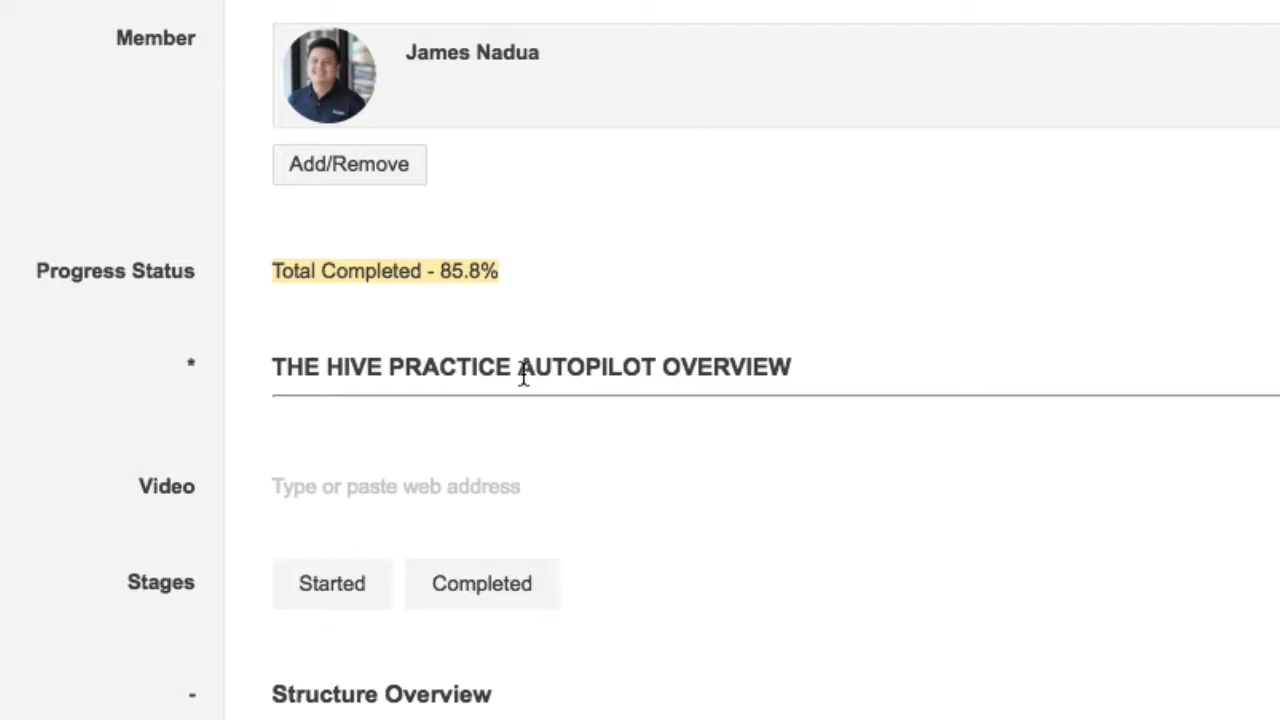 Member
James Nadua
Add/Remove
Progress Status
Total Completed - 85.8%
*
THE HIVE PRACTICE AUTOPILOT OVERVIEW
Video
Type or paste web address
Stages
Started
Completed
-
Structure Overview